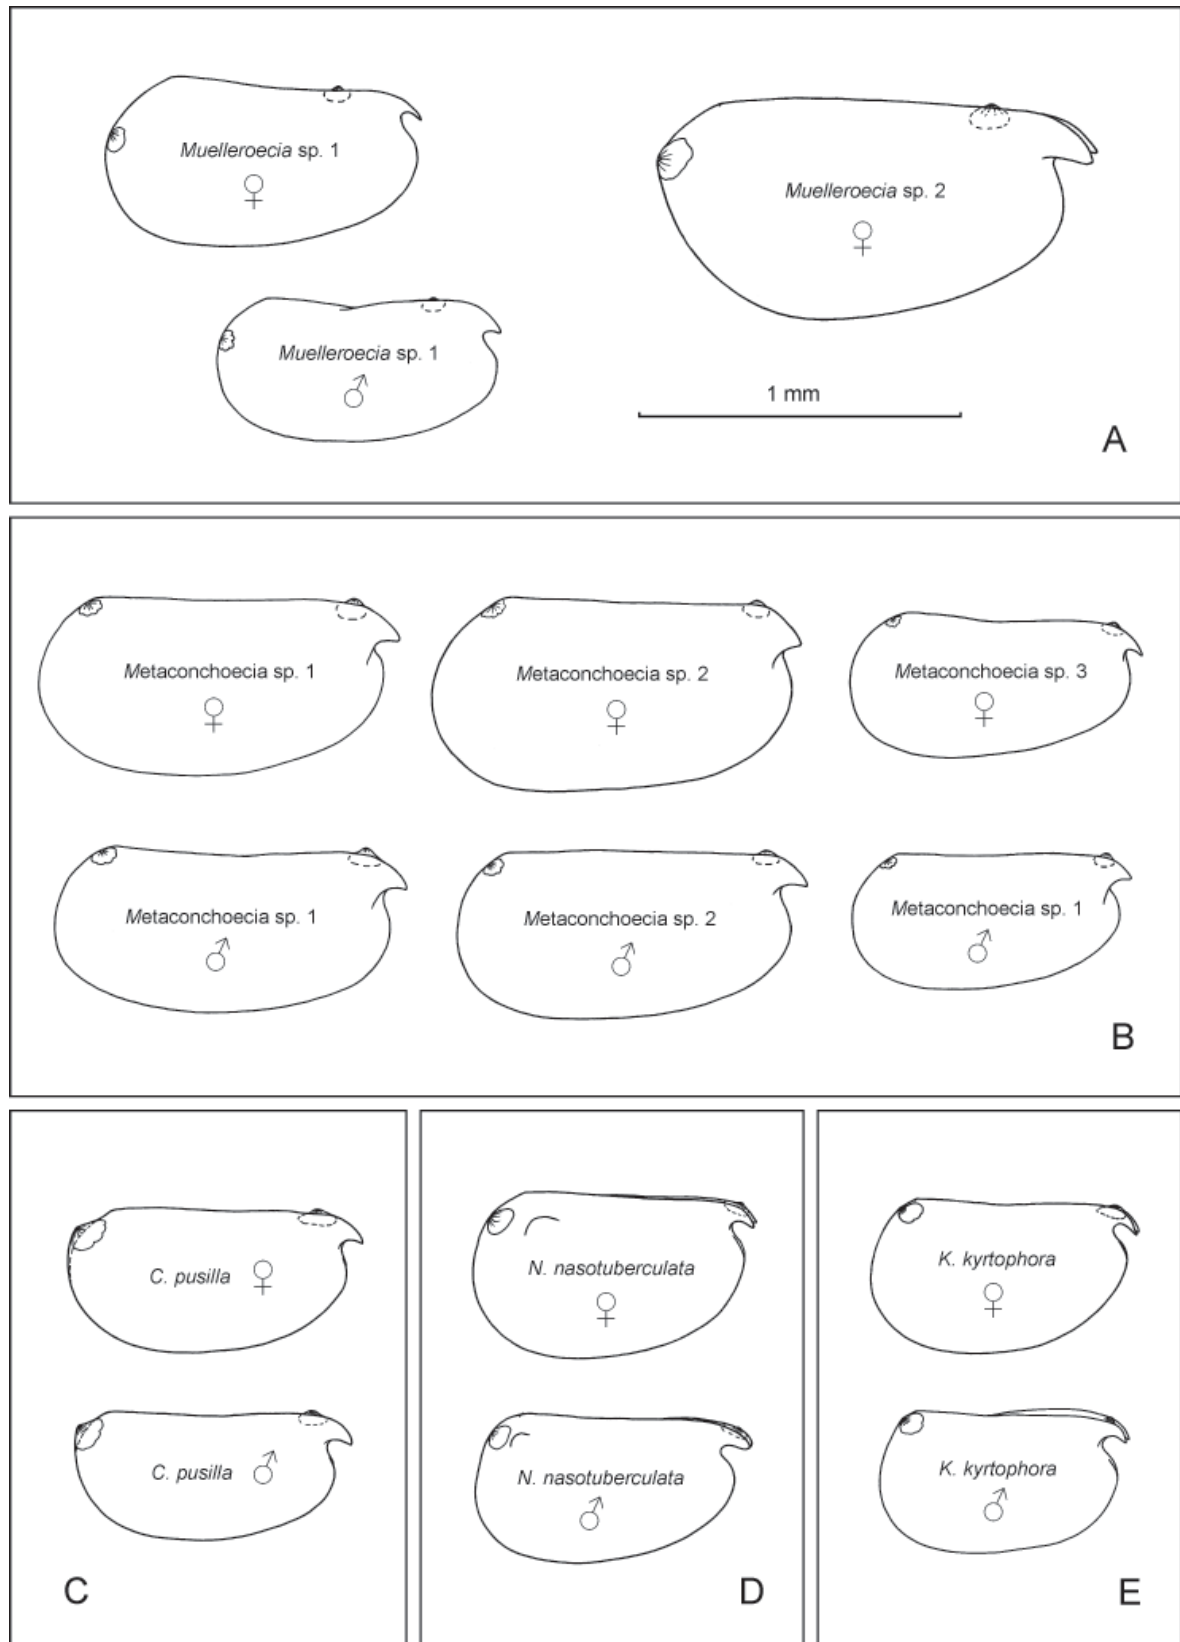 Muelleroecia sp. 1
♀
Muelleroecia sp. 2
♀
Muelleroecia sp. 1
♂
1 mm
A
Metaconchoecia sp. 1
♀
Metaconchoecia sp. 2
♀
Metaconchoecia sp. 3
♀
Metaconchoecia sp. 1
♂
Metaconchoecia sp. 2
♂
Metaconchoecia sp. 1
♂
B
C. pusilla ♀
C. pusilla ♂
C
N. nasotuberculata
♀
N. nasotuberculata
♂
D
K. kyrtophora
♀
K. kyrtophora
♂
E